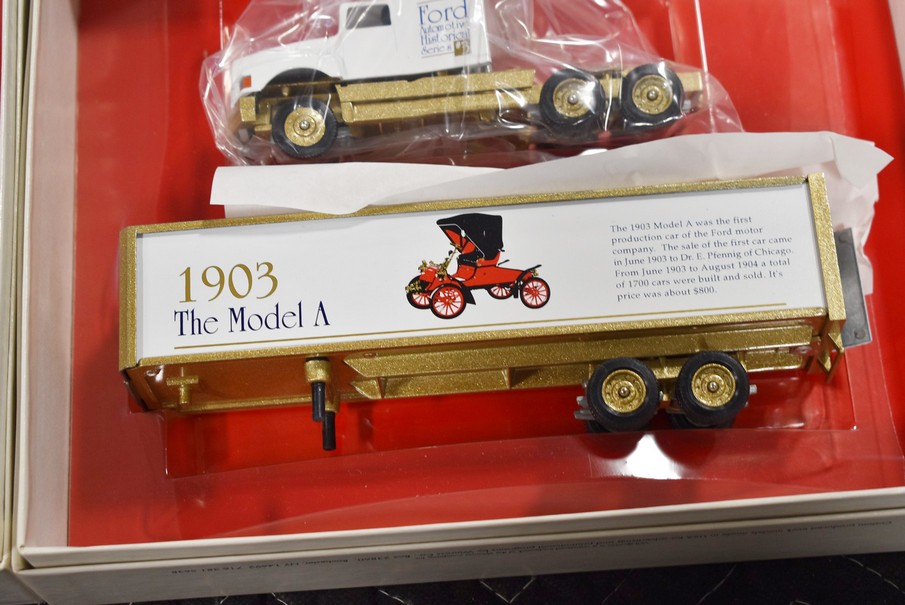 Ford
Automotive
Historical
Series
1903
The Model A
The 1903 Model A was the first
production car of the Ford motor
company. The sale of the first car came
in June 1903 to Dr. E. Pfennig of Chicago.
From June 1903 to August 1904 a total
of 1700 cars were built and sold. It's
price was about $800.